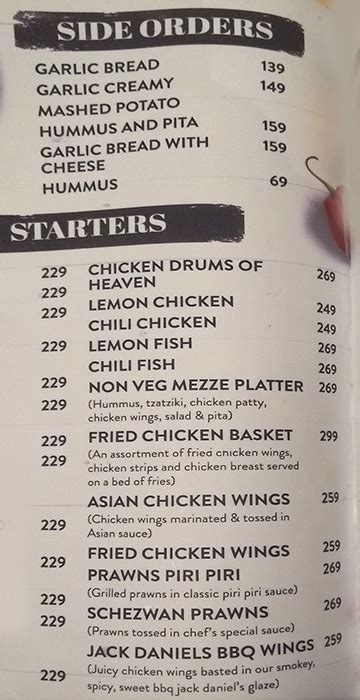 SIDE ORDERS
GARLIC BREAD 139
GARLIC CREAMY 149
MASHED POTATO
HUMMUS AND PITA 159
GARLIC BREAD WITH 159
CHEESE
HUMMUS 69
STARTERS
229 CHICKEN DRUMS OF 269
229 HEAVEN
229 LEMON CHICKEN 249
CHILI CHICKEN 249
229 LEMON FISH 269
CHILI FISH 269
229 NON VEG MEZZE PLATTER 269
229 (Hummus, tzatziki, chicken patty,
chicken wings, salad & pita)
229 FRIED CHICKEN BASKET 299
229 (An assortment of fried chicken wings,
chicken strips and chicken breast served
on a bed of fries)
ASIAN CHICKEN WINGS 259
229 (Chicken wings marinated & tossed in
Asian sauce)
229 FRIED CHICKEN WINGS 259
PRAWNS PIRI PIRI 269
229 (Grilled prawns in classic piri piri sauce)
229 SCHEZWAN PRAWNS 269
(Prawns tossed in chef's special sauce)
JACK DANIELS BBQ WINGS 259
229 (Juicy chicken wings basted in our smokey,
spicy, sweet bbq jack daniel's glaze)